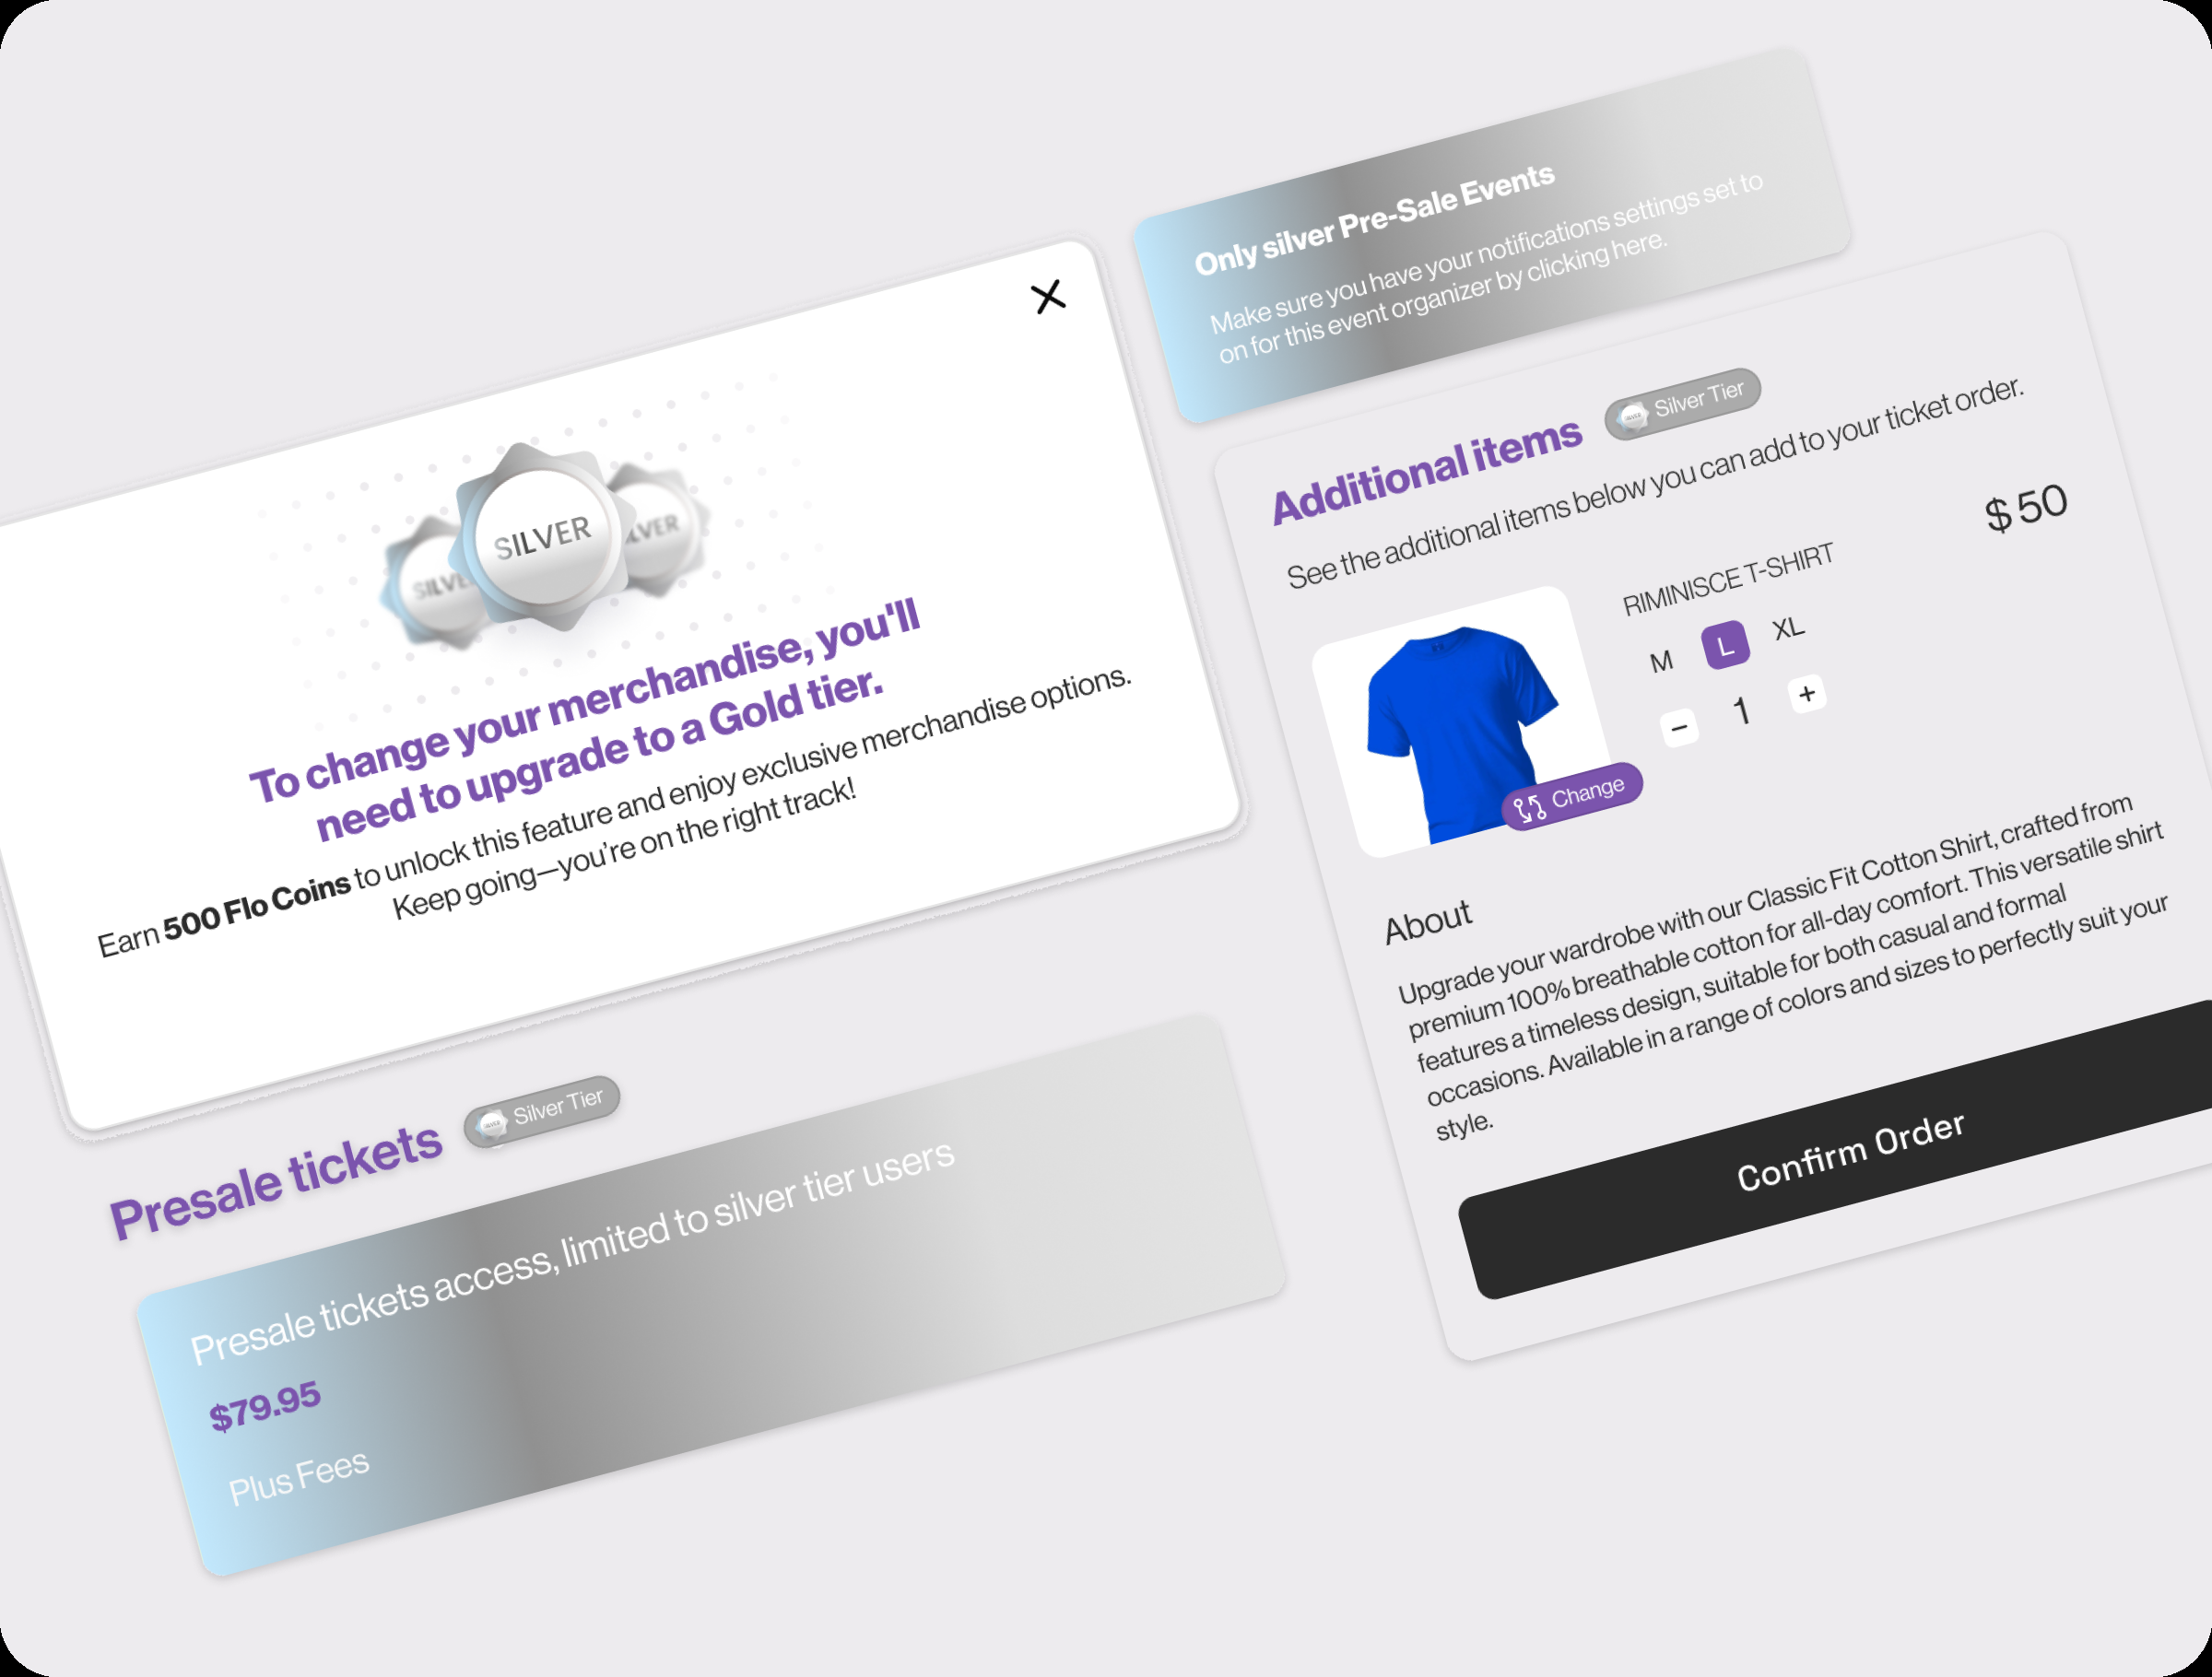 SILVER
SILVER
To change your merchandise, you'll
need to upgrade to a Gold tier.
Earn 500 Flo Coins to unlock this feature and enjoy exclusive merchandise options.
Keep going—you're on the right track!
Presale tickets
Silver Tier
Presale tickets access, limited to silver tier users
$79.95
Plus Fees
Only silver Pre-Sale Events
Make sure you have your notifications settings set to
on for this event organizer by clicking here.
Additional items
Silver Tier
See the additional items below you can add to your ticket order.
$ 50
RIMINISCE T-SHIRT
M L XL
− 1 +
Change
About
Upgrade your wardrobe with our Classic Fit Cotton Shirt, crafted from
premium 100% breathable cotton for all-day comfort. This versatile shirt
features a timeless design, suitable for both casual and formal
occasions. Available in a range of colors and sizes to perfectly suit your
style.
Confirm Order